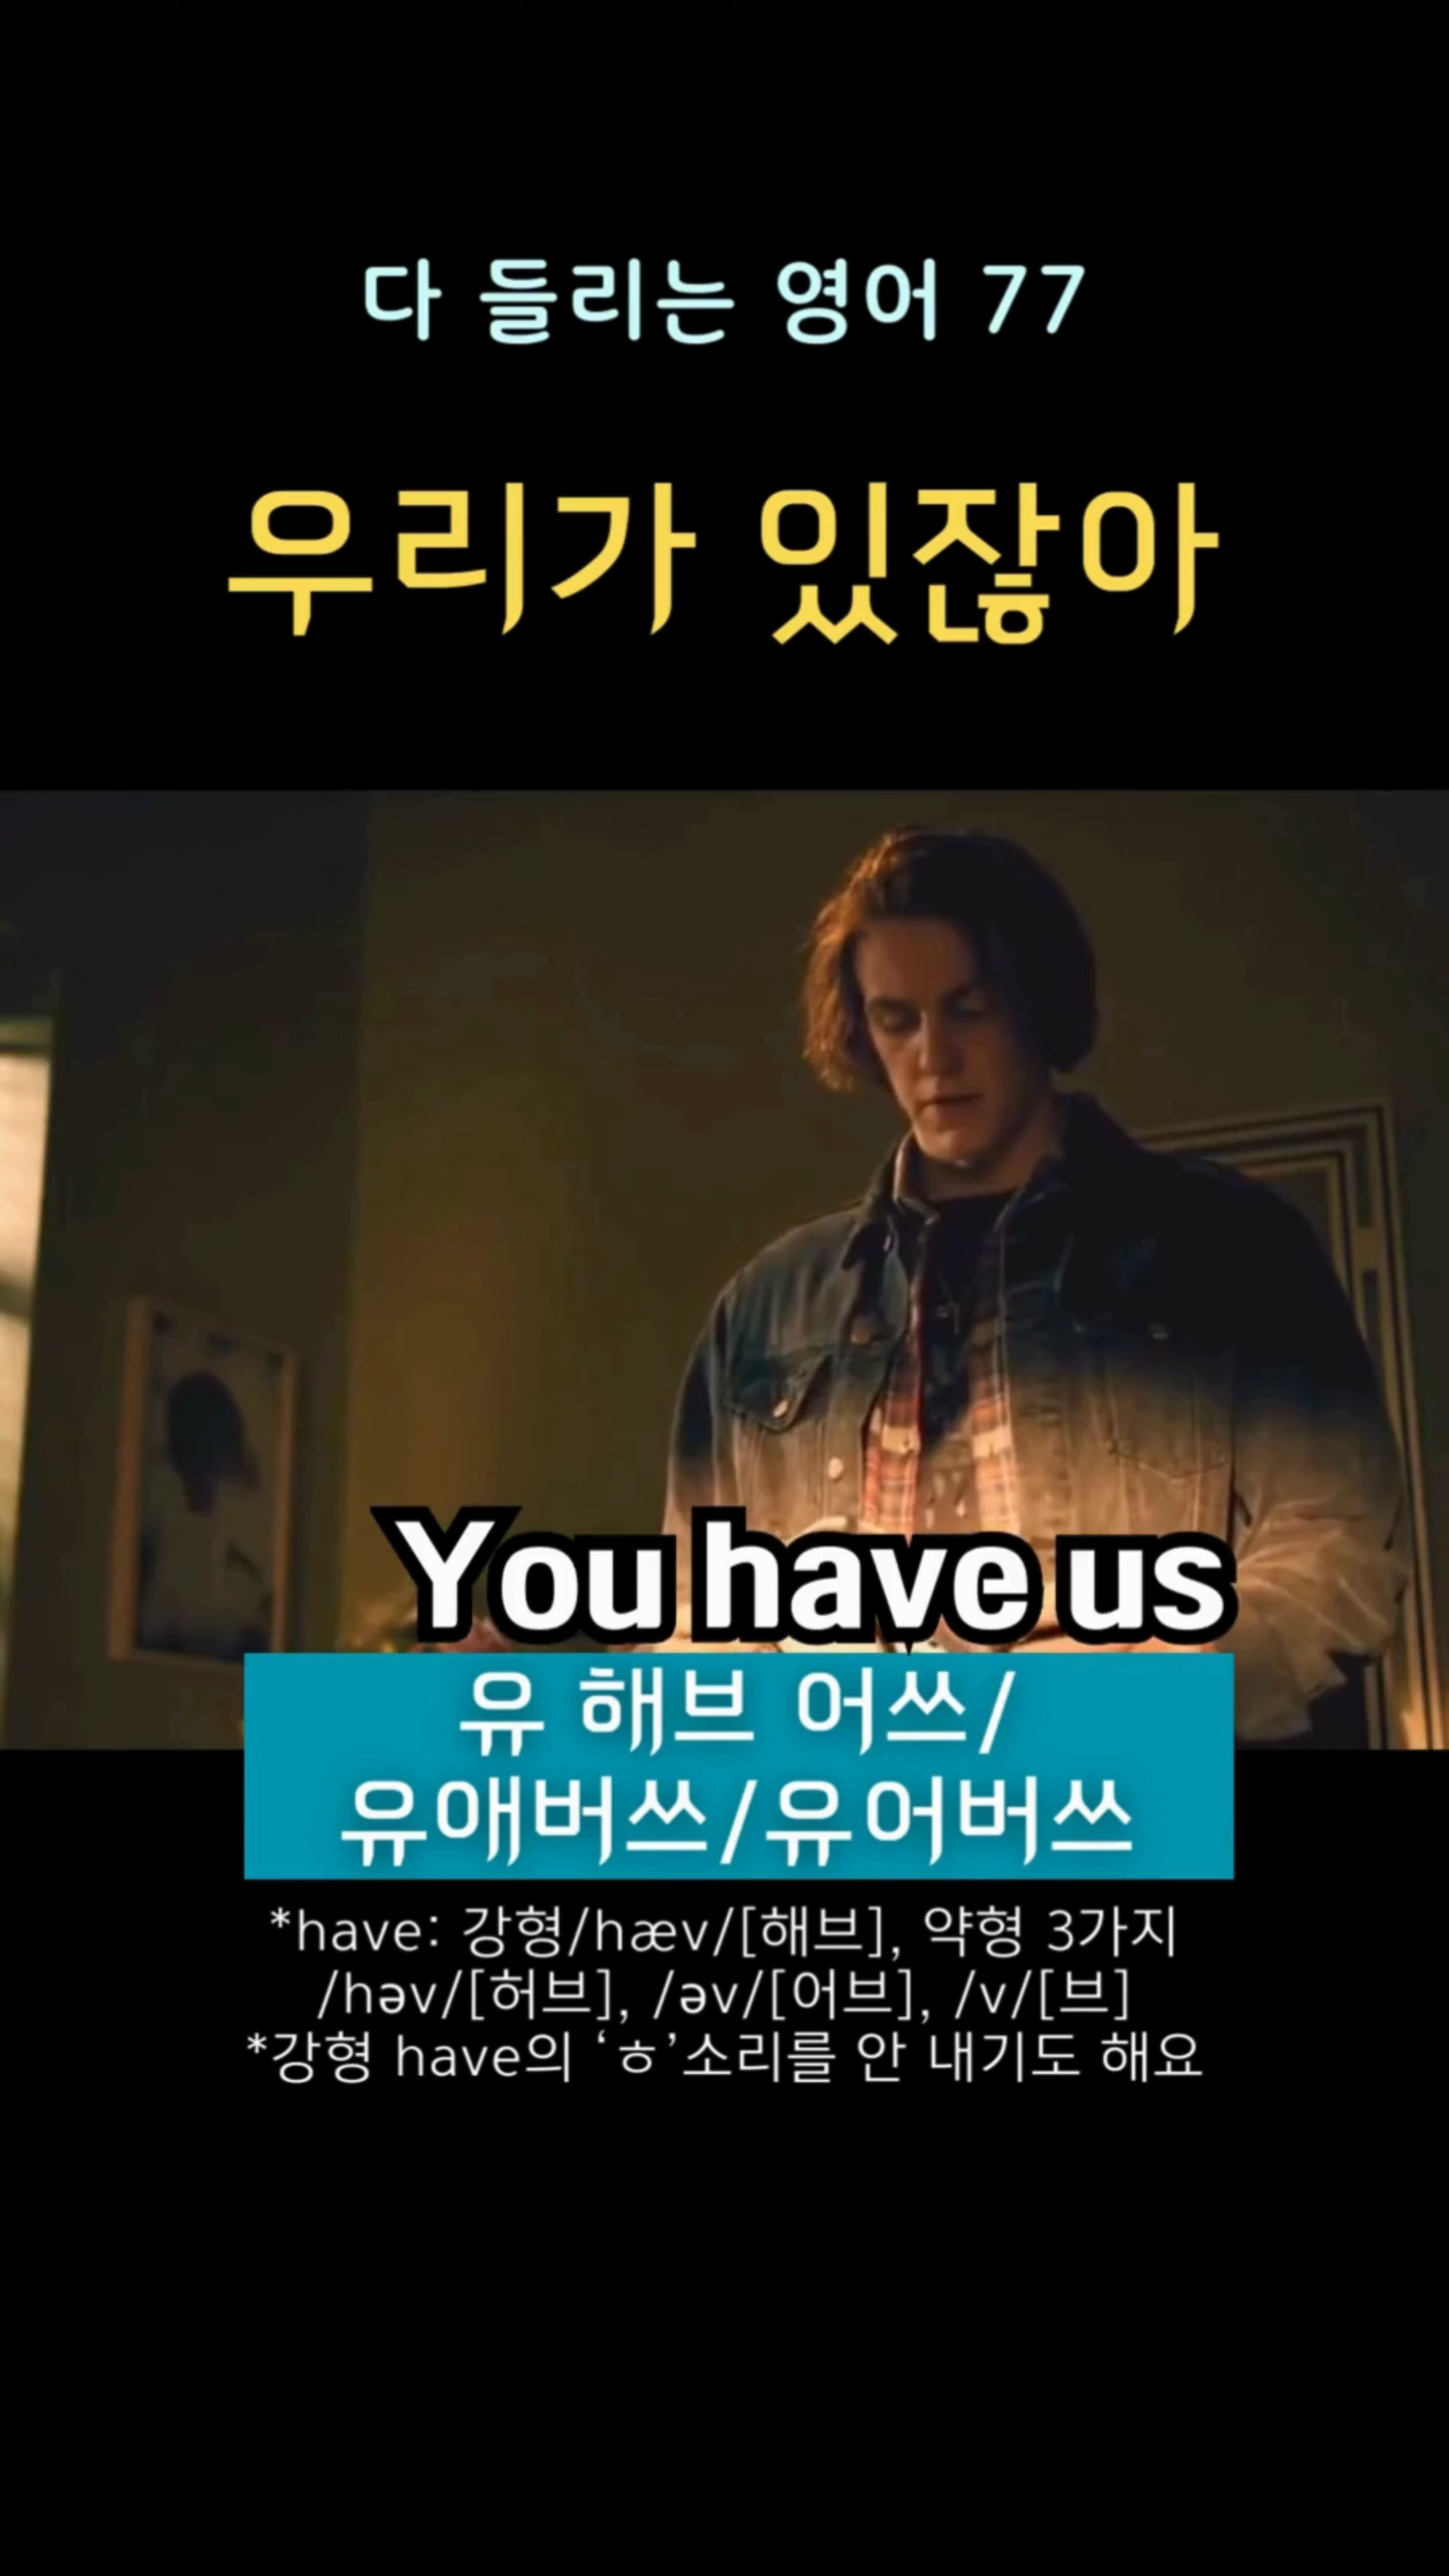 다 들리는 영어 77
우리가 있잖아
You have us
유 해브 어쓰/
유애버쓰/유어버쓰
*have: 강형/hæv/[해브], 약형 3가지
/həv/[허브], /əv/[어브], /v/[브]
*강형 have의 ‘ㅎ’소리를 안 내기도 해요